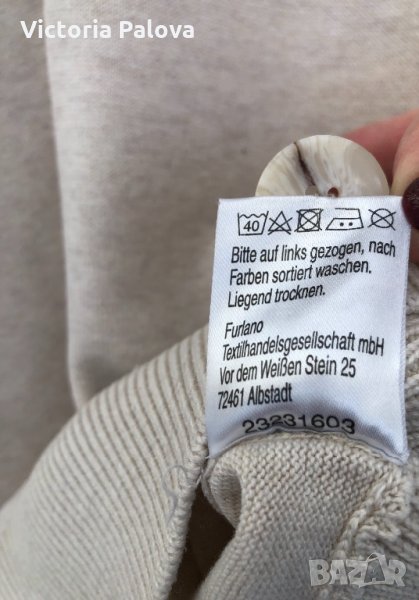 Victoria Palova
40
Bitte auf links gezogen, nach
Farben sortiert waschen.
Liegend trocknen.
Furlano
Textilhandelsgesellschaft mbH
Vor dem Weißen Stein 25
72461 Albstadt
23231603
BAZAR